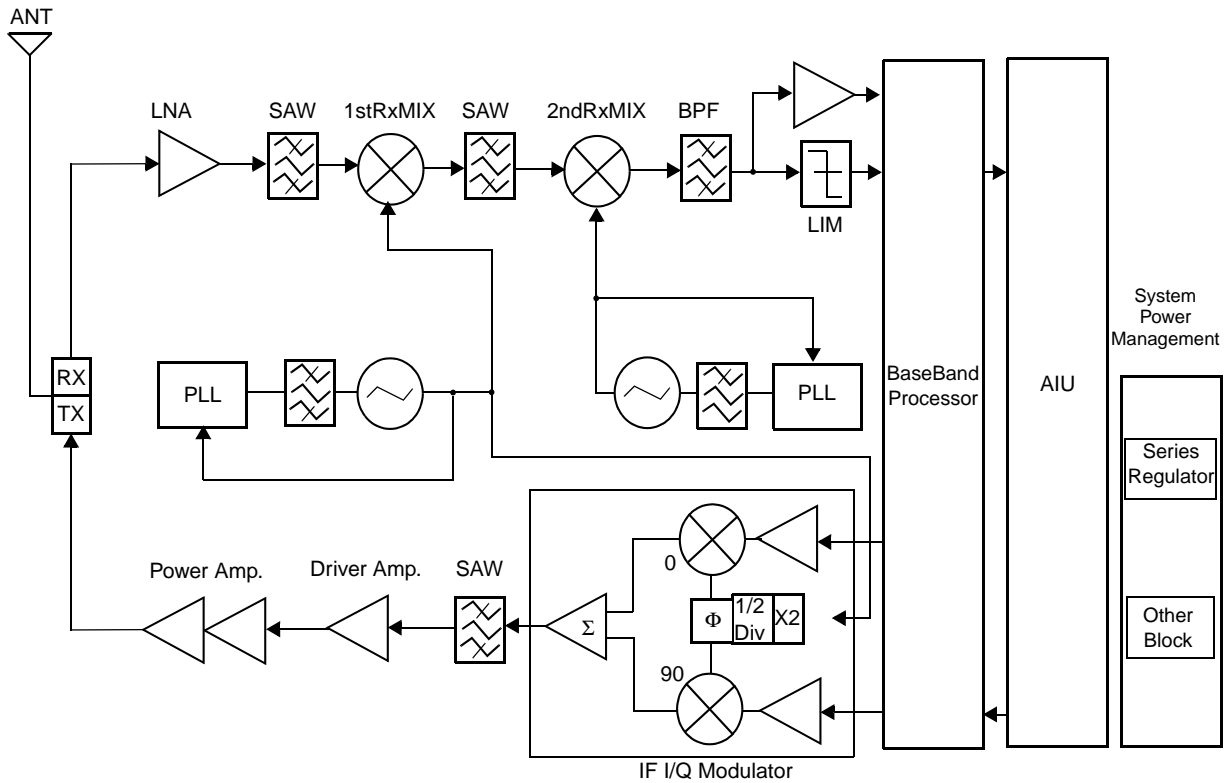 ANT
LNA
SAW
1stRxMIX
SAW
2ndRxMIX
BPF
LIM
RX
TX
PLL
PLL
BaseBand
Processor
AIU
System
Power
Management
Series
Regulator
Other
Block
Power Amp.
Driver Amp.
SAW
Σ
0
90
Φ
1/2
Div
X2
IF I/Q Modulator